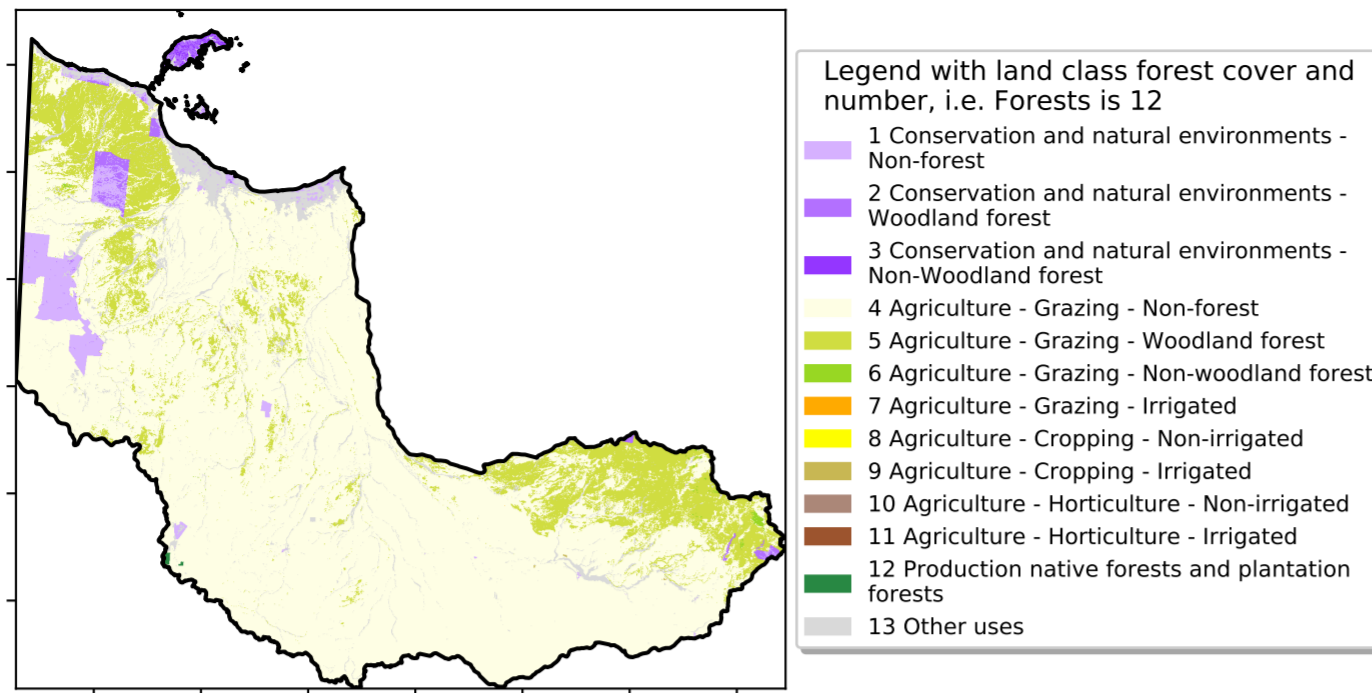 Legend with land class forest cover and
number, i.e. Forests is 12
1 Conservation and natural environments -
Non-forest
2 Conservation and natural environments -
Woodland forest
3 Conservation and natural environments -
Non-Woodland forest
4 Agriculture - Grazing - Non-forest
5 Agriculture - Grazing - Woodland forest
6 Agriculture - Grazing - Non-woodland forest
7 Agriculture - Grazing - Irrigated
8 Agriculture - Cropping - Non-irrigated
9 Agriculture - Cropping - Irrigated
10 Agriculture - Horticulture - Non-irrigated
11 Agriculture - Horticulture - Irrigated
12 Production native forests and plantation
forests
13 Other uses